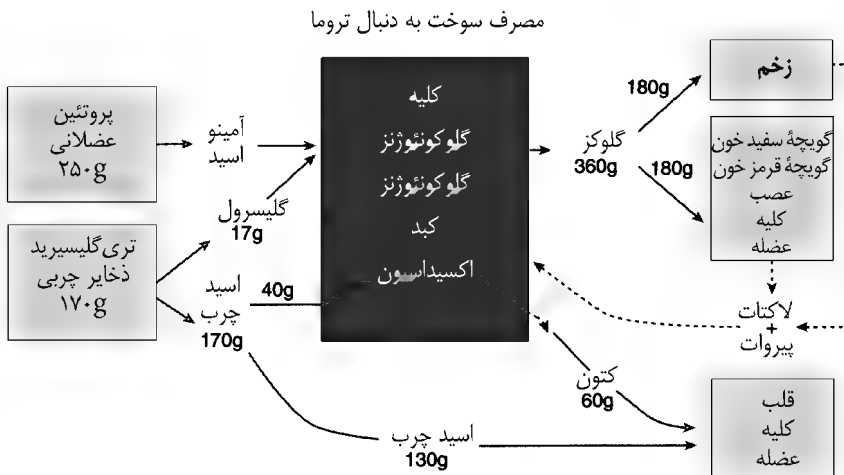 مصرف سوخت به دنبال تروما
پروتئین
عضلانی
۲۵۰g
تری‌گلیسیرید
ذخایر چربی
۱۷۰g
آمینو
اسید
گلیسرول
17g
اسید
چرب
170g
40g
کلیه
گلوکونئوژنز
گلوکونئوژنز
کبد
اکسیداسیون
گلوکز
360g
180g
180g
زخم
گویچهٔ سفید خون
گویچهٔ قرمز خون
عصب
کلیه
عضله
لاکتات
+
پیروات
کتون
60g
اسید چرب
130g
قلب
کلیه
عضله